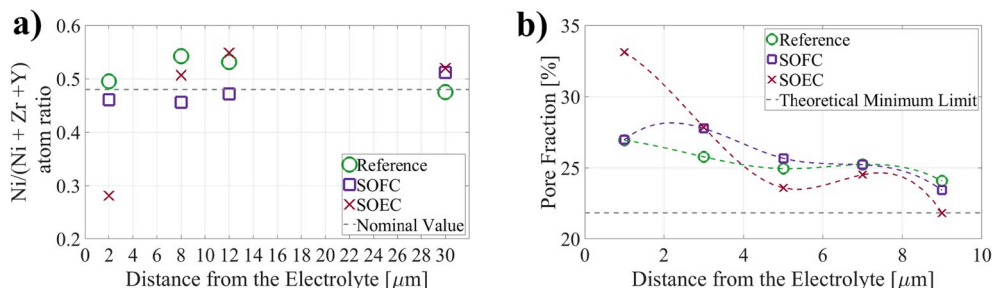 a)
Ni/(Ni + Zr +Y)
atom ratio
0.6
0.5
0.4
0.3
0.2
0 2 4 6 8 10 12 14 16 18 20 22 24 26 28 30 32
Distance from the Electrolyte [μm]
Reference
SOFC
SOEC
Nominal Value
b)
Pore Fraction [%]
35
30
25
20
0 2 4 6 8 10
Distance from the Electrolyte [μm]
Reference
SOFC
SOEC
Theoretical Minimum Limit